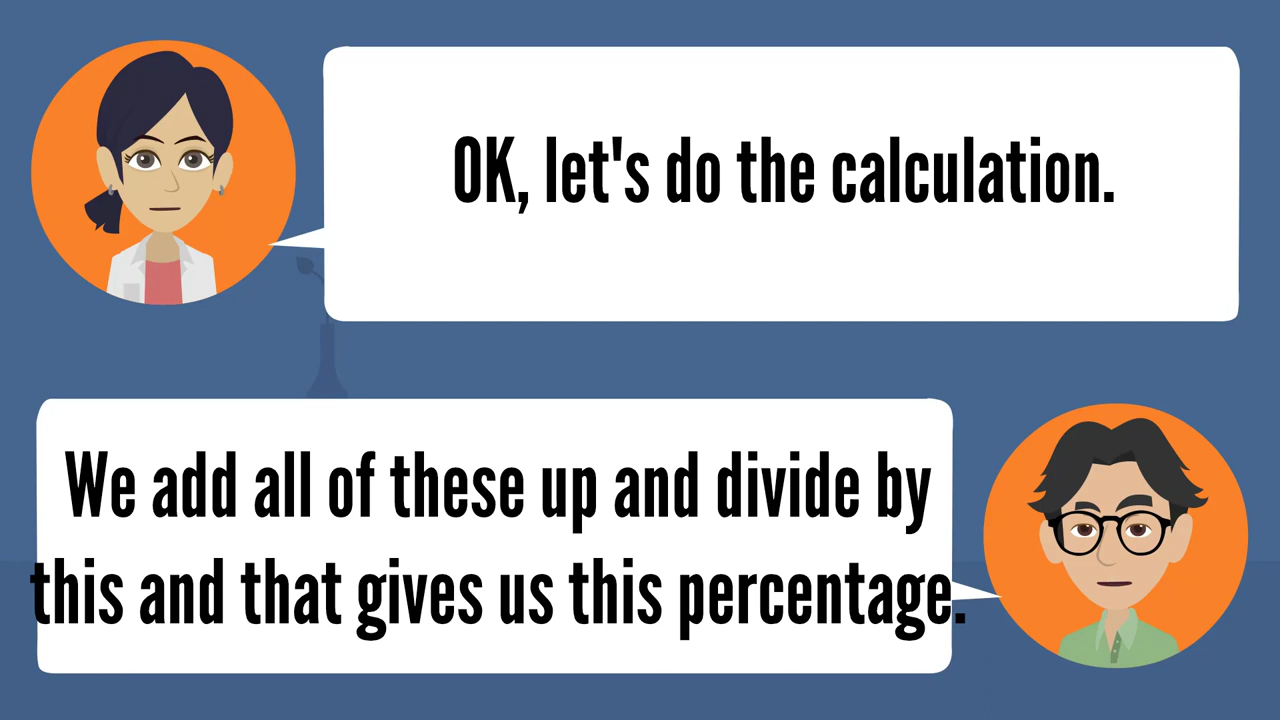 OK, let's do the calculation.
We add all of these up and divide by
this and that gives us this percentage.